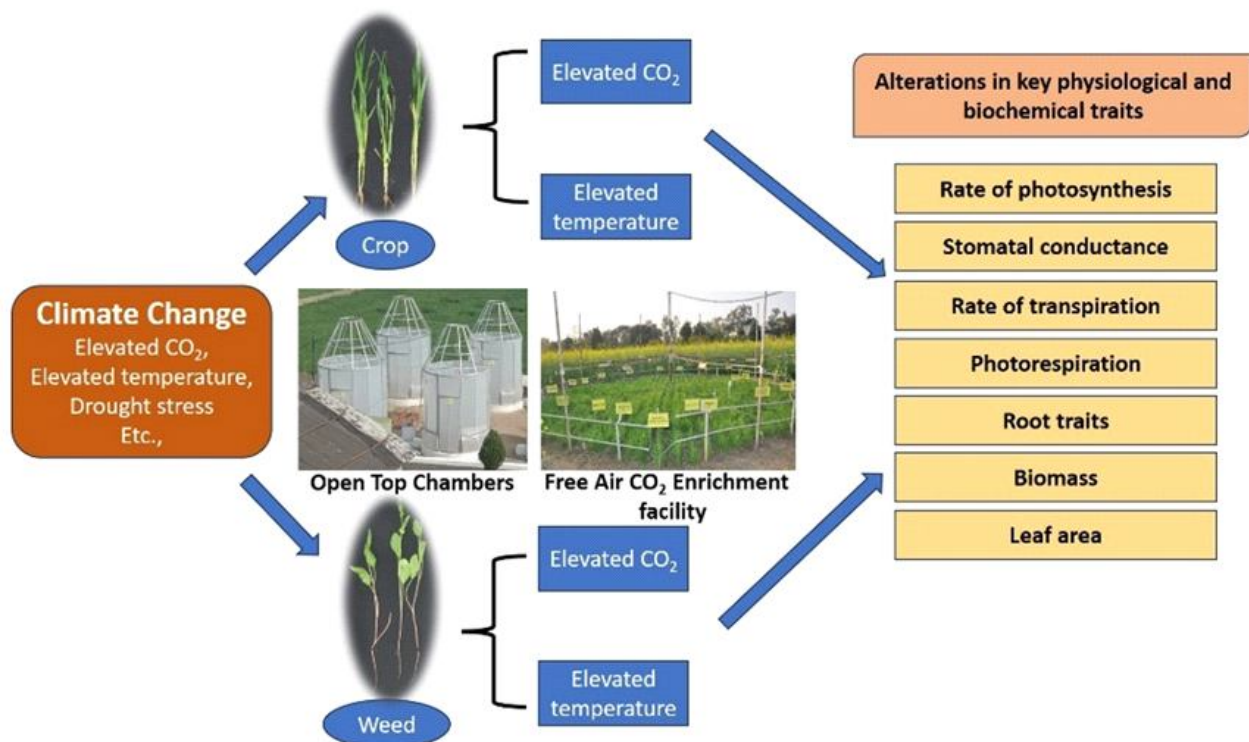 Climate Change
Elevated CO₂,
Elevated temperature,
Drought stress
Etc.,
Crop
Elevated CO₂
Elevated
temperature
Open Top Chambers
Free Air CO₂ Enrichment
facility
Weed
Elevated CO₂
Elevated
temperature
Alterations in key physiological and
biochemical traits
Rate of photosynthesis
Stomatal conductance
Rate of transpiration
Photorespiration
Root traits
Biomass
Leaf area